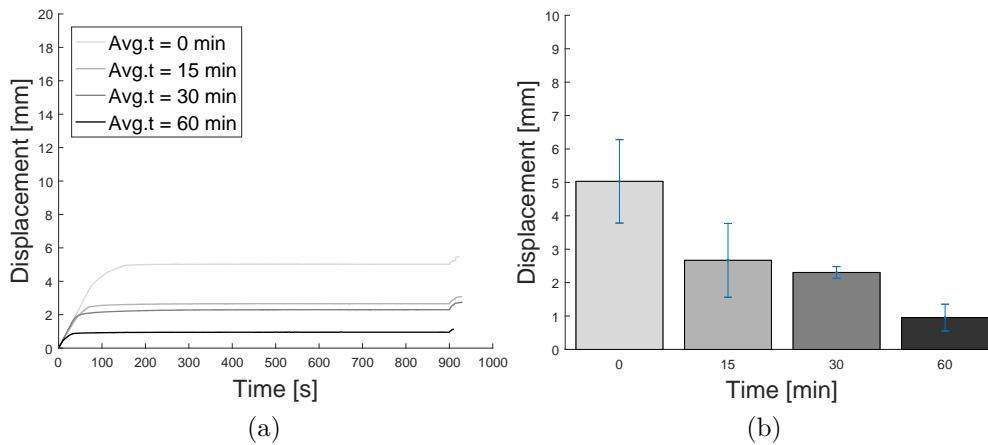 20
18
16
14
12
10
8
6
4
2
0
Displacement [mm]
Avg.t = 0 min
Avg.t = 15 min
Avg.t = 30 min
Avg.t = 60 min
0 100 200 300 400 500 600 700 800 900 1000
Time [s]
(a)
10
9
8
7
6
5
4
3
2
1
0
Displacement [mm]
0 15 30 60
Time [min]
(b)